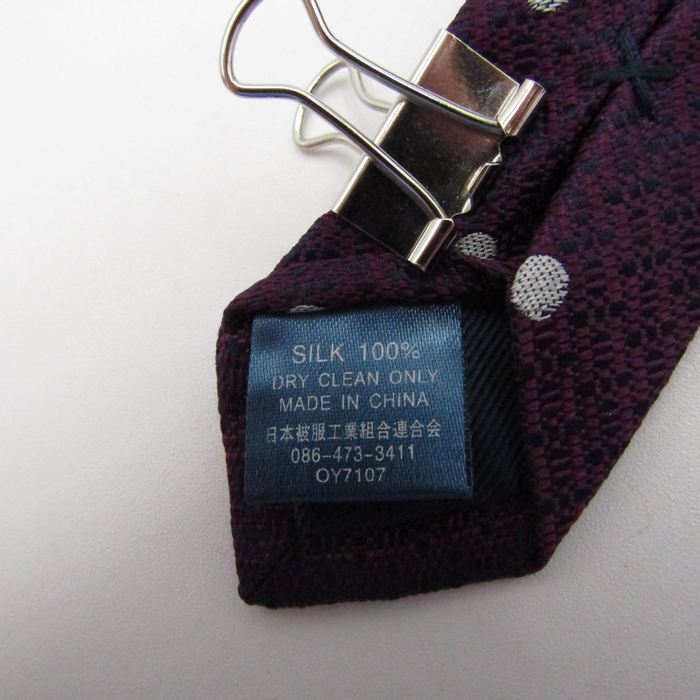 SILK 100%
DRY CLEAN ONLY
MADE IN CHINA
日本被服工業組合連合会
086-473-3411
OY7107